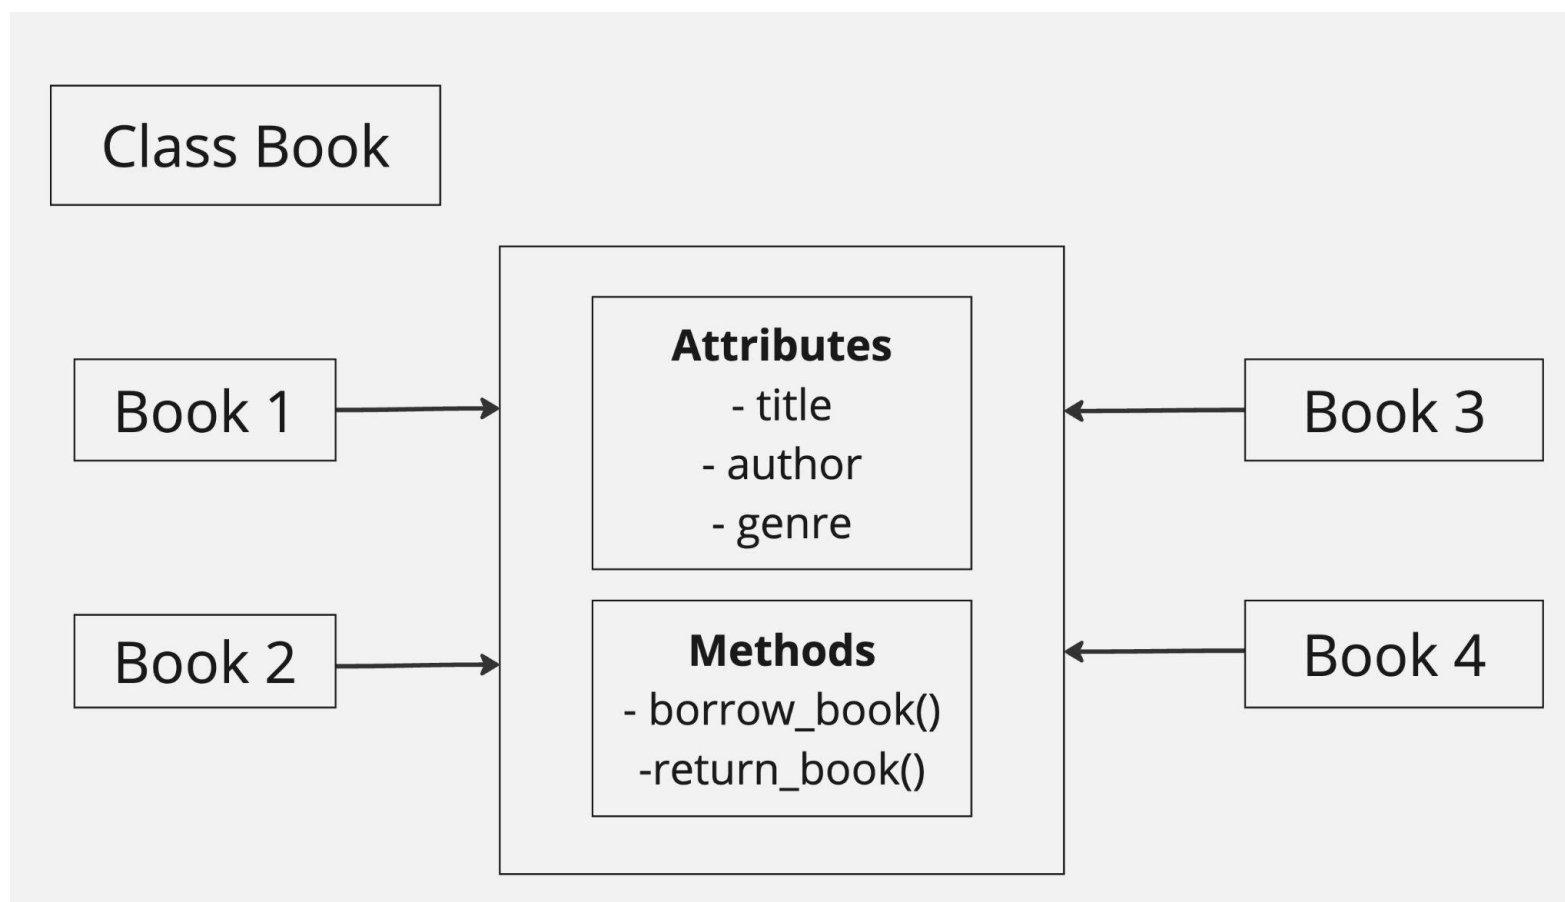 Class Book
Attributes
- title
- author
- genre
Book 1
Book 3
Methods
- borrow_book()
-return_book()
Book 2
Book 4